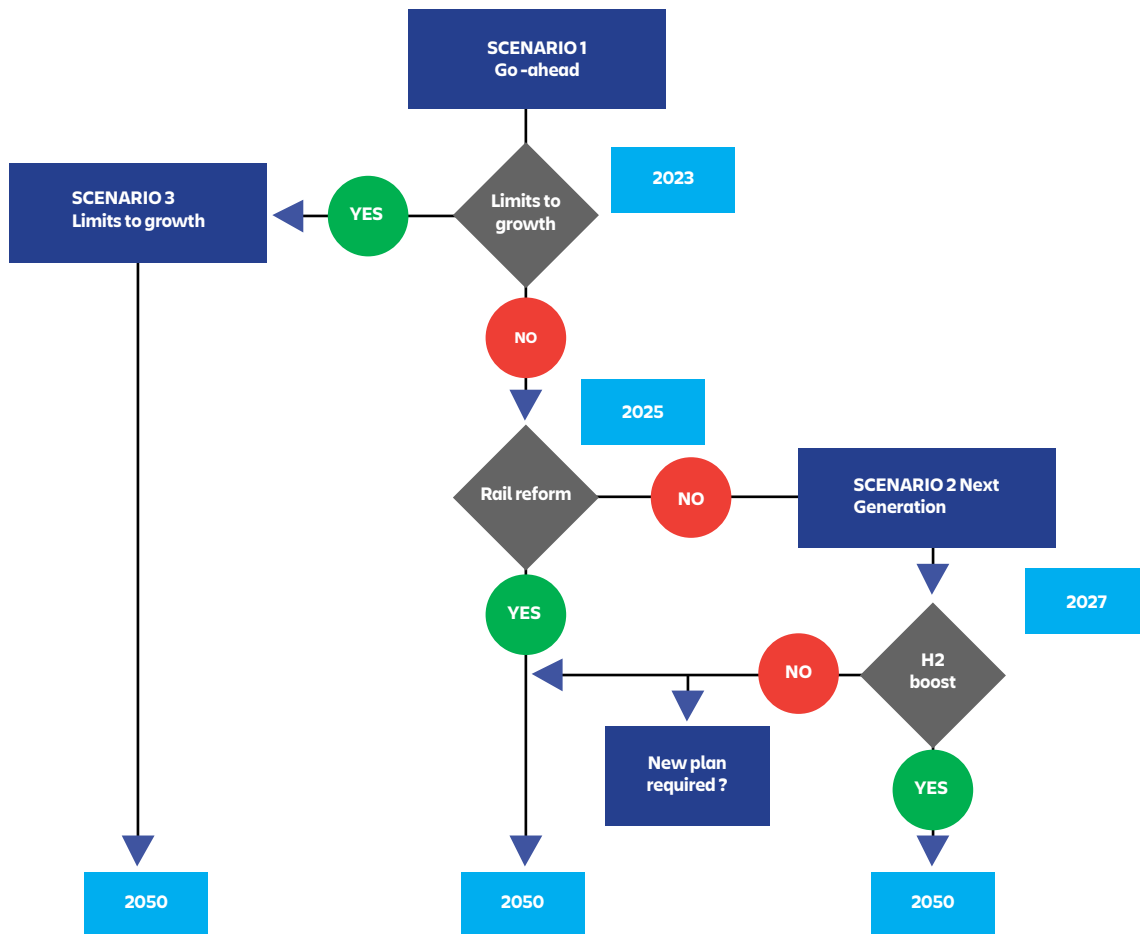 SCENARIO 1
Go -ahead
2023
SCENARIO 3
Limits to growth
YES
Limits to
growth
NO
2025
Rail reform
NO
SCENARIO 2 Next
Generation
YES
2027
NO
H2
boost
New plan
required ?
YES
2050
2050
2050